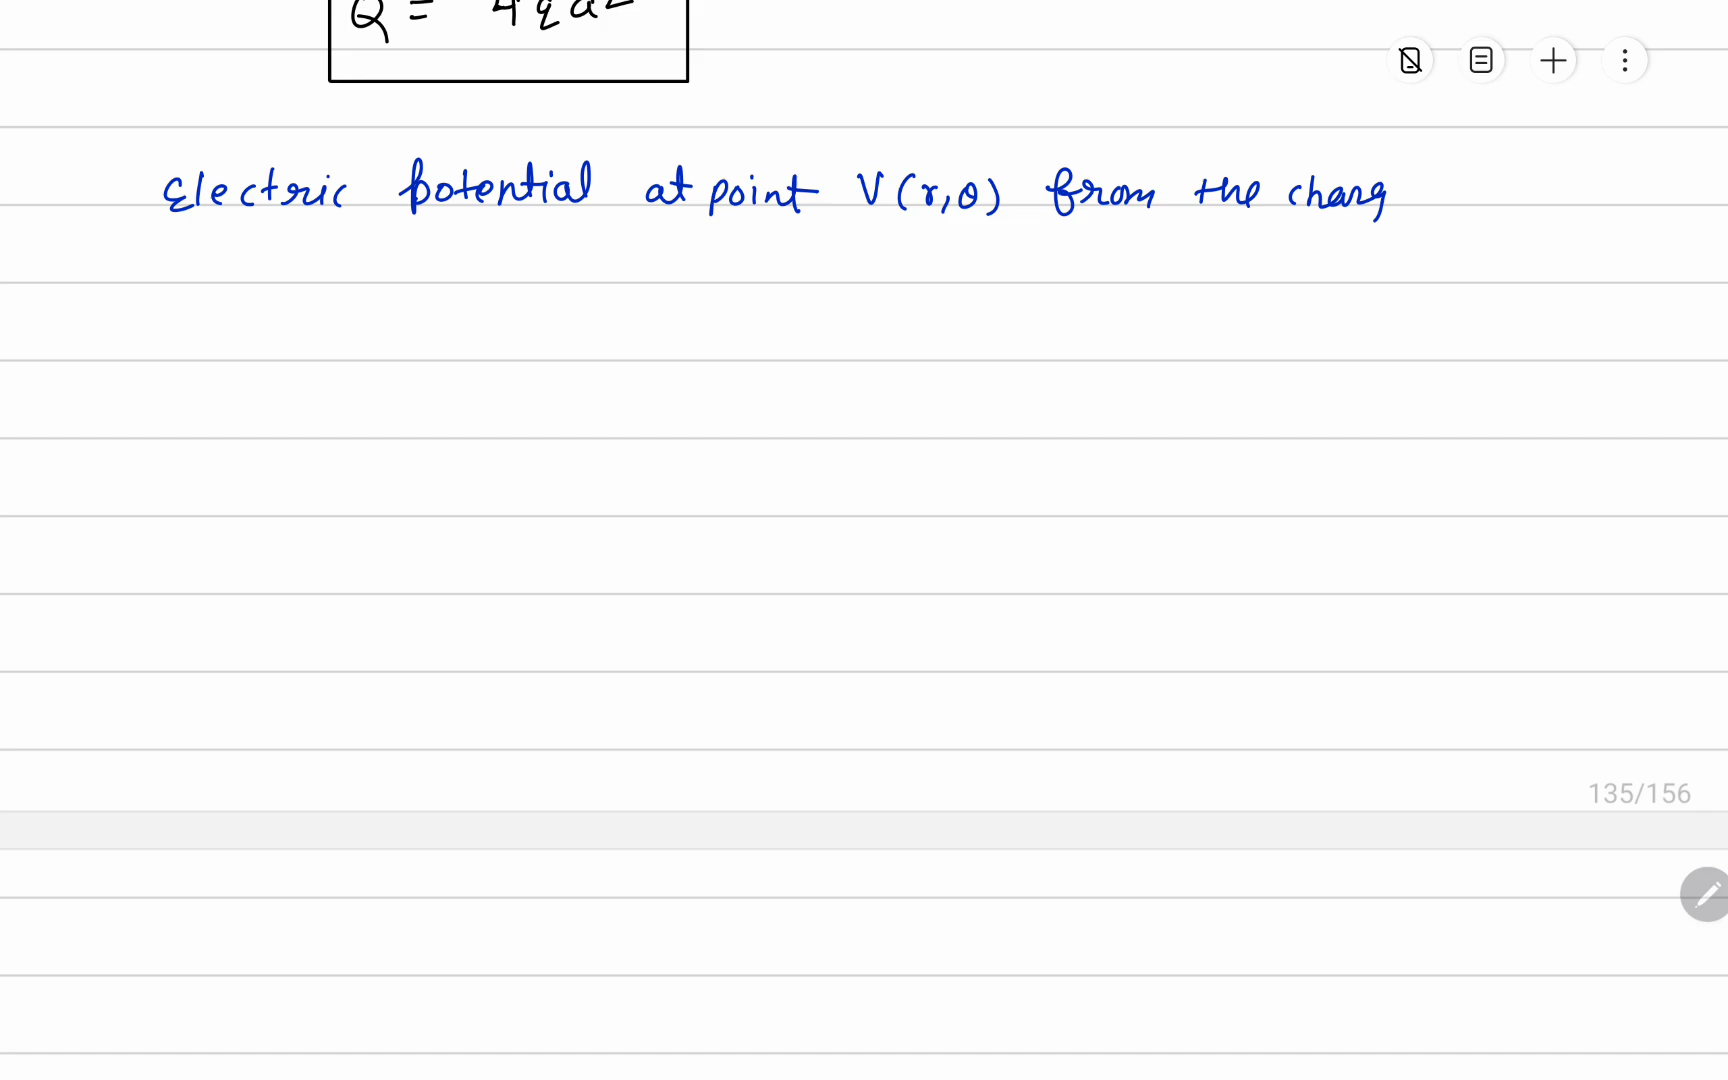 Q = 4qa²
Electric potential at point V(r,θ) from the charg
135/156